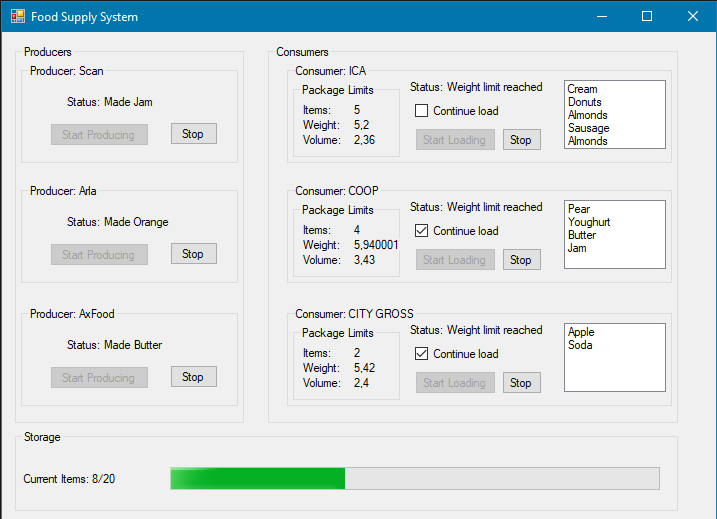 Food Supply System
Producers
Producer: Scan
Status: Made Jam
Start Producing
Stop
Producer: Arla
Status: Made Orange
Start Producing
Stop
Producer: AxFood
Status: Made Butter
Start Producing
Stop
Consumers
Consumer: ICA
Package Limits
Items: 5
Weight: 5,2
Volume: 2,36
Status: Weight limit reached
Continue load
Start Loading
Stop
Cream
Donuts
Almonds
Sausage
Almonds
Consumer: COOP
Package Limits
Items: 4
Weight: 5,940001
Volume: 3,43
Status: Weight limit reached
Continue load
Start Loading
Stop
Pear
Youghurt
Butter
Jam
Consumer: CITY GROSS
Package Limits
Items: 2
Weight: 5,42
Volume: 2,4
Status: Weight limit reached
Continue load
Start Loading
Stop
Apple
Soda
Storage
Current Items: 8/20